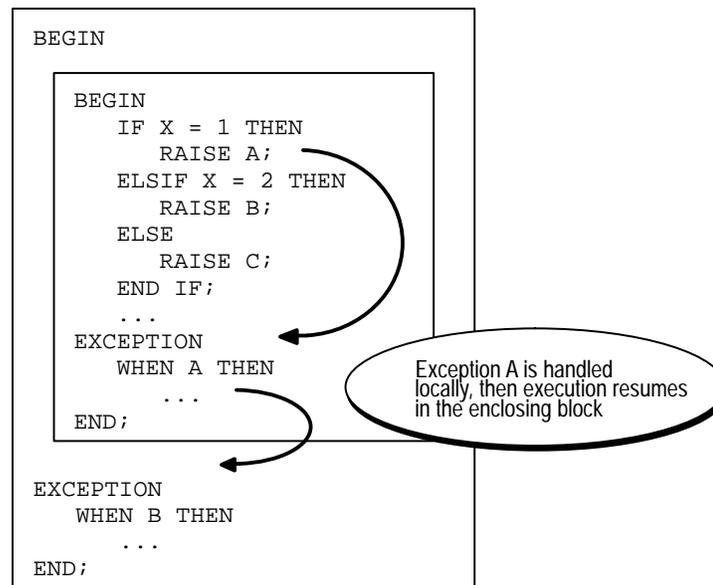 BEGIN
BEGIN
IF X = 1 THEN
RAISE A;
ELSIF X = 2 THEN
RAISE B;
ELSE
RAISE C;
END IF;
...
EXCEPTION
WHEN A THEN
...
END;
Exception A is handled
locally, then execution resumes
in the enclosing block
EXCEPTION
WHEN B THEN
...
END;